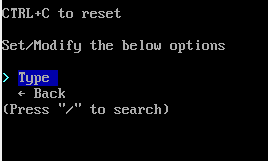 CTRL+C to reset
Set/Modify the below options
> Type
← Back
(Press "/" to search)